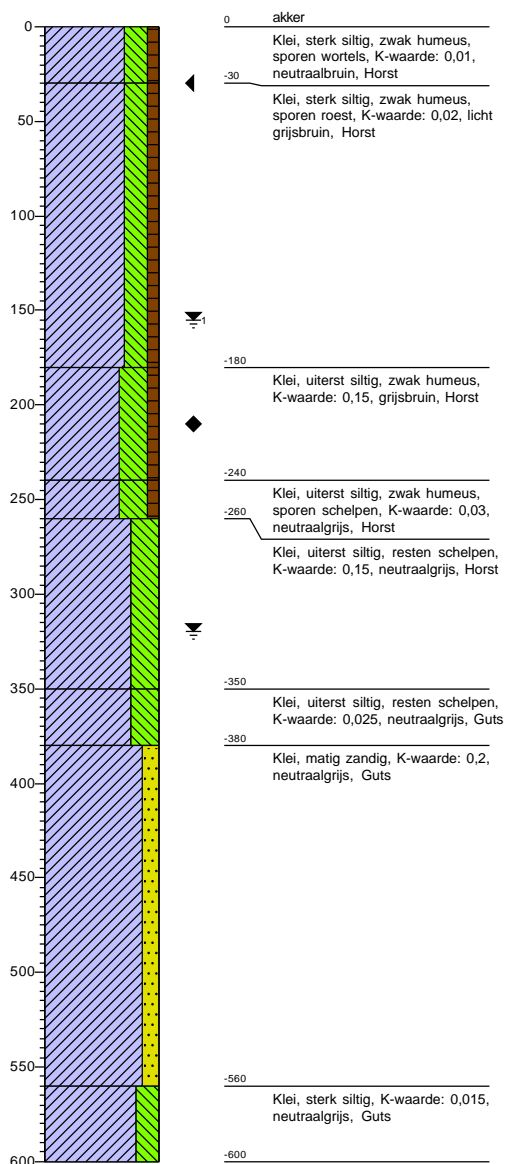 0
50
100
150
200
250
300
350
400
450
500
550
600
1
0
akker
Klei, sterk siltig, zwak humeus,
sporen wortels, K-waarde: 0,01,
neutraalbruin, Horst
-30
Klei, sterk siltig, zwak humeus,
sporen roest, K-waarde: 0,02, licht
grijsbruin, Horst
-180
Klei, uiterst siltig, zwak humeus,
K-waarde: 0,15, grijsbruin, Horst
-240
Klei, uiterst siltig, zwak humeus,
sporen schelpen, K-waarde: 0,03,
neutraalgrijs, Horst
-260
Klei, uiterst siltig, resten schelpen,
K-waarde: 0,15, neutraalgrijs, Horst
-350
Klei, uiterst siltig, resten schelpen,
K-waarde: 0,025, neutraalgrijs, Guts
-380
Klei, matig zandig, K-waarde: 0,2,
neutraalgrijs, Guts
-560
Klei, sterk siltig, K-waarde: 0,015,
neutraalgrijs, Guts
-600